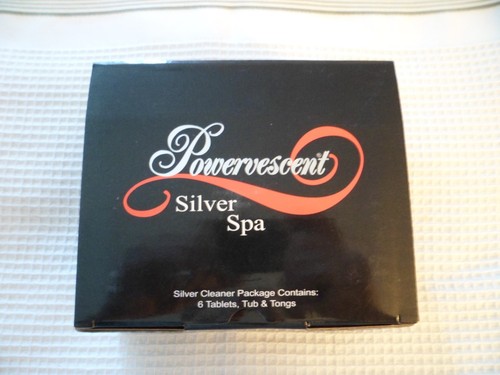 Powervescent®
Silver
Spa
Silver Cleaner Package Contains:
6 Tablets, Tub & Tongs